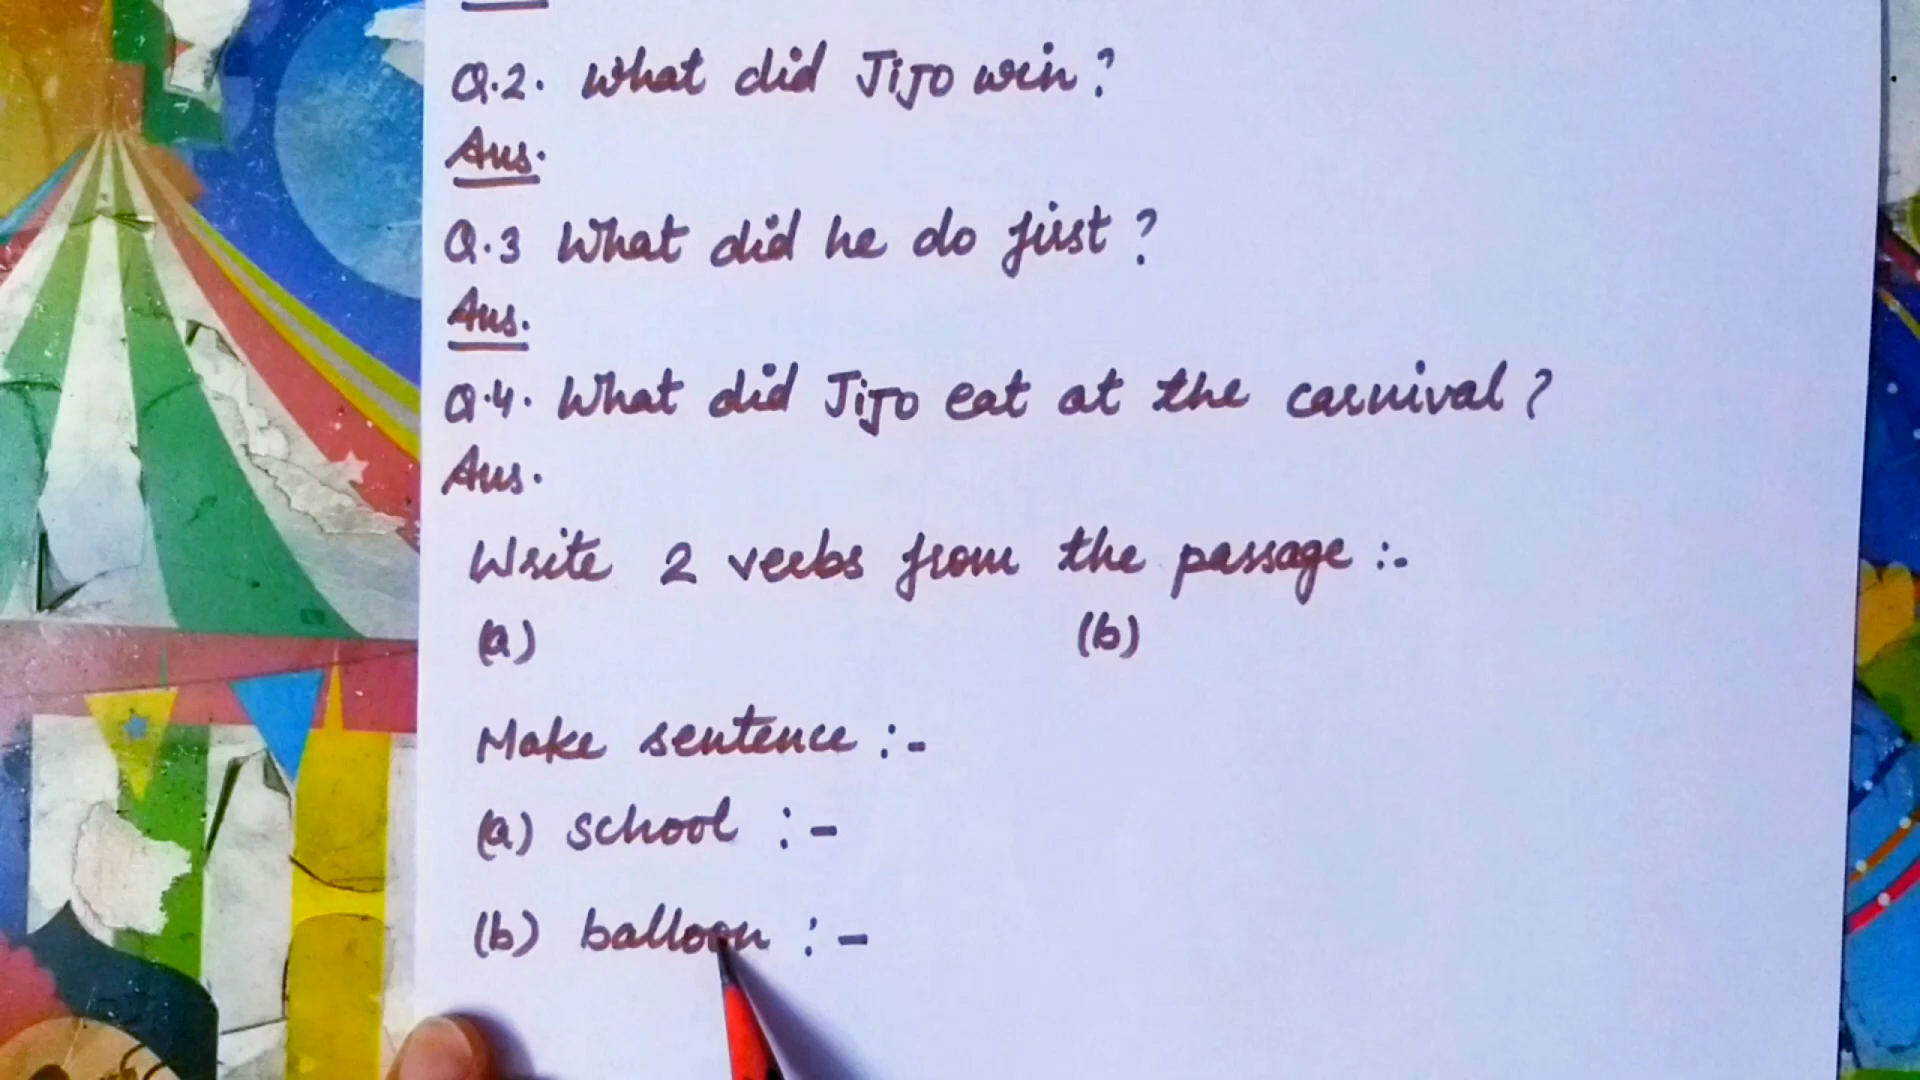 Q.2. What did Jijo win?
Ans.
Q.3 What did he do first?
Ans.
Q.4. What did Jijo eat at the carnival?
Ans.
Write 2 verbs from the passage :-
(a) (b)
Make sentence :-
(a) school :-
(b) balloon :-